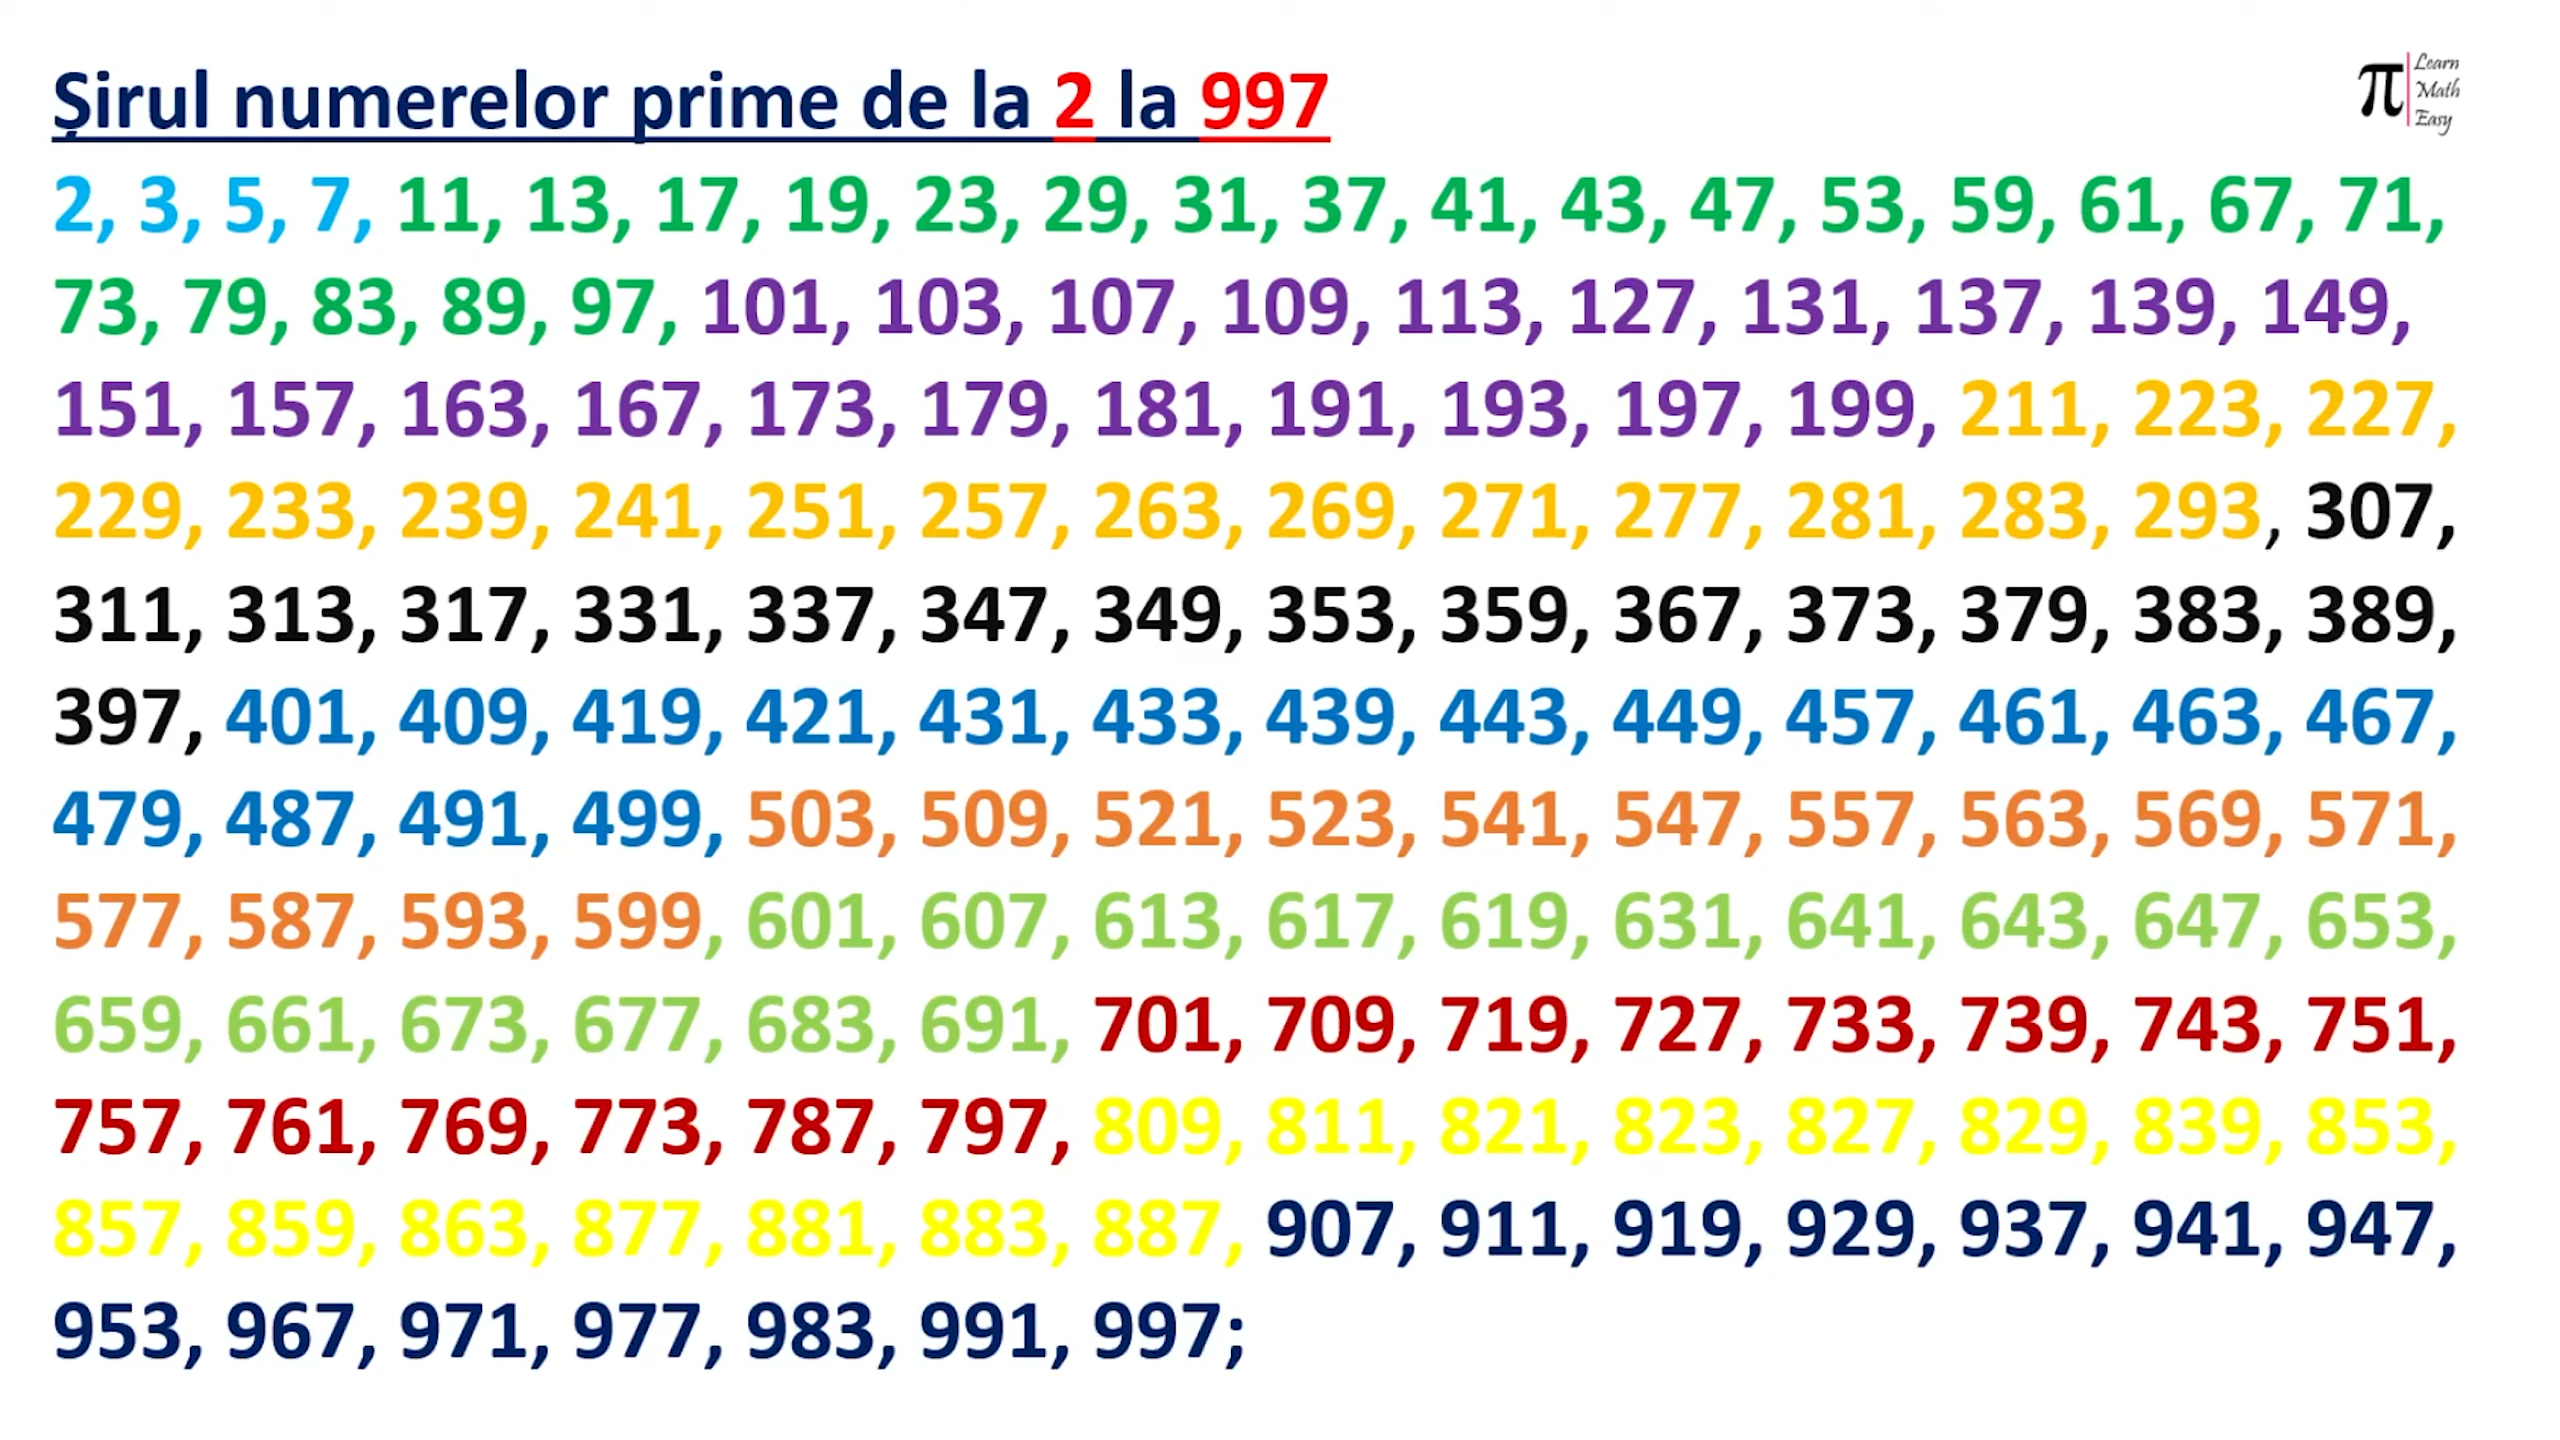 Șirul numerelor prime de la 2 la 997
π Learn
Math
Easy
2, 3, 5, 7, 11, 13, 17, 19, 23, 29, 31, 37, 41, 43, 47, 53, 59, 61, 67, 71,
73, 79, 83, 89, 97, 101, 103, 107, 109, 113, 127, 131, 137, 139, 149,
151, 157, 163, 167, 173, 179, 181, 191, 193, 197, 199, 211, 223, 227,
229, 233, 239, 241, 251, 257, 263, 269, 271, 277, 281, 283, 293, 307,
311, 313, 317, 331, 337, 347, 349, 353, 359, 367, 373, 379, 383, 389,
397, 401, 409, 419, 421, 431, 433, 439, 443, 449, 457, 461, 463, 467,
479, 487, 491, 499, 503, 509, 521, 523, 541, 547, 557, 563, 569, 571,
577, 587, 593, 599, 601, 607, 613, 617, 619, 631, 641, 643, 647, 653,
659, 661, 673, 677, 683, 691, 701, 709, 719, 727, 733, 739, 743, 751,
757, 761, 769, 773, 787, 797, 809, 811, 821, 823, 827, 829, 839, 853,
857, 859, 863, 877, 881, 883, 887, 907, 911, 919, 929, 937, 941, 947,
953, 967, 971, 977, 983, 991, 997;